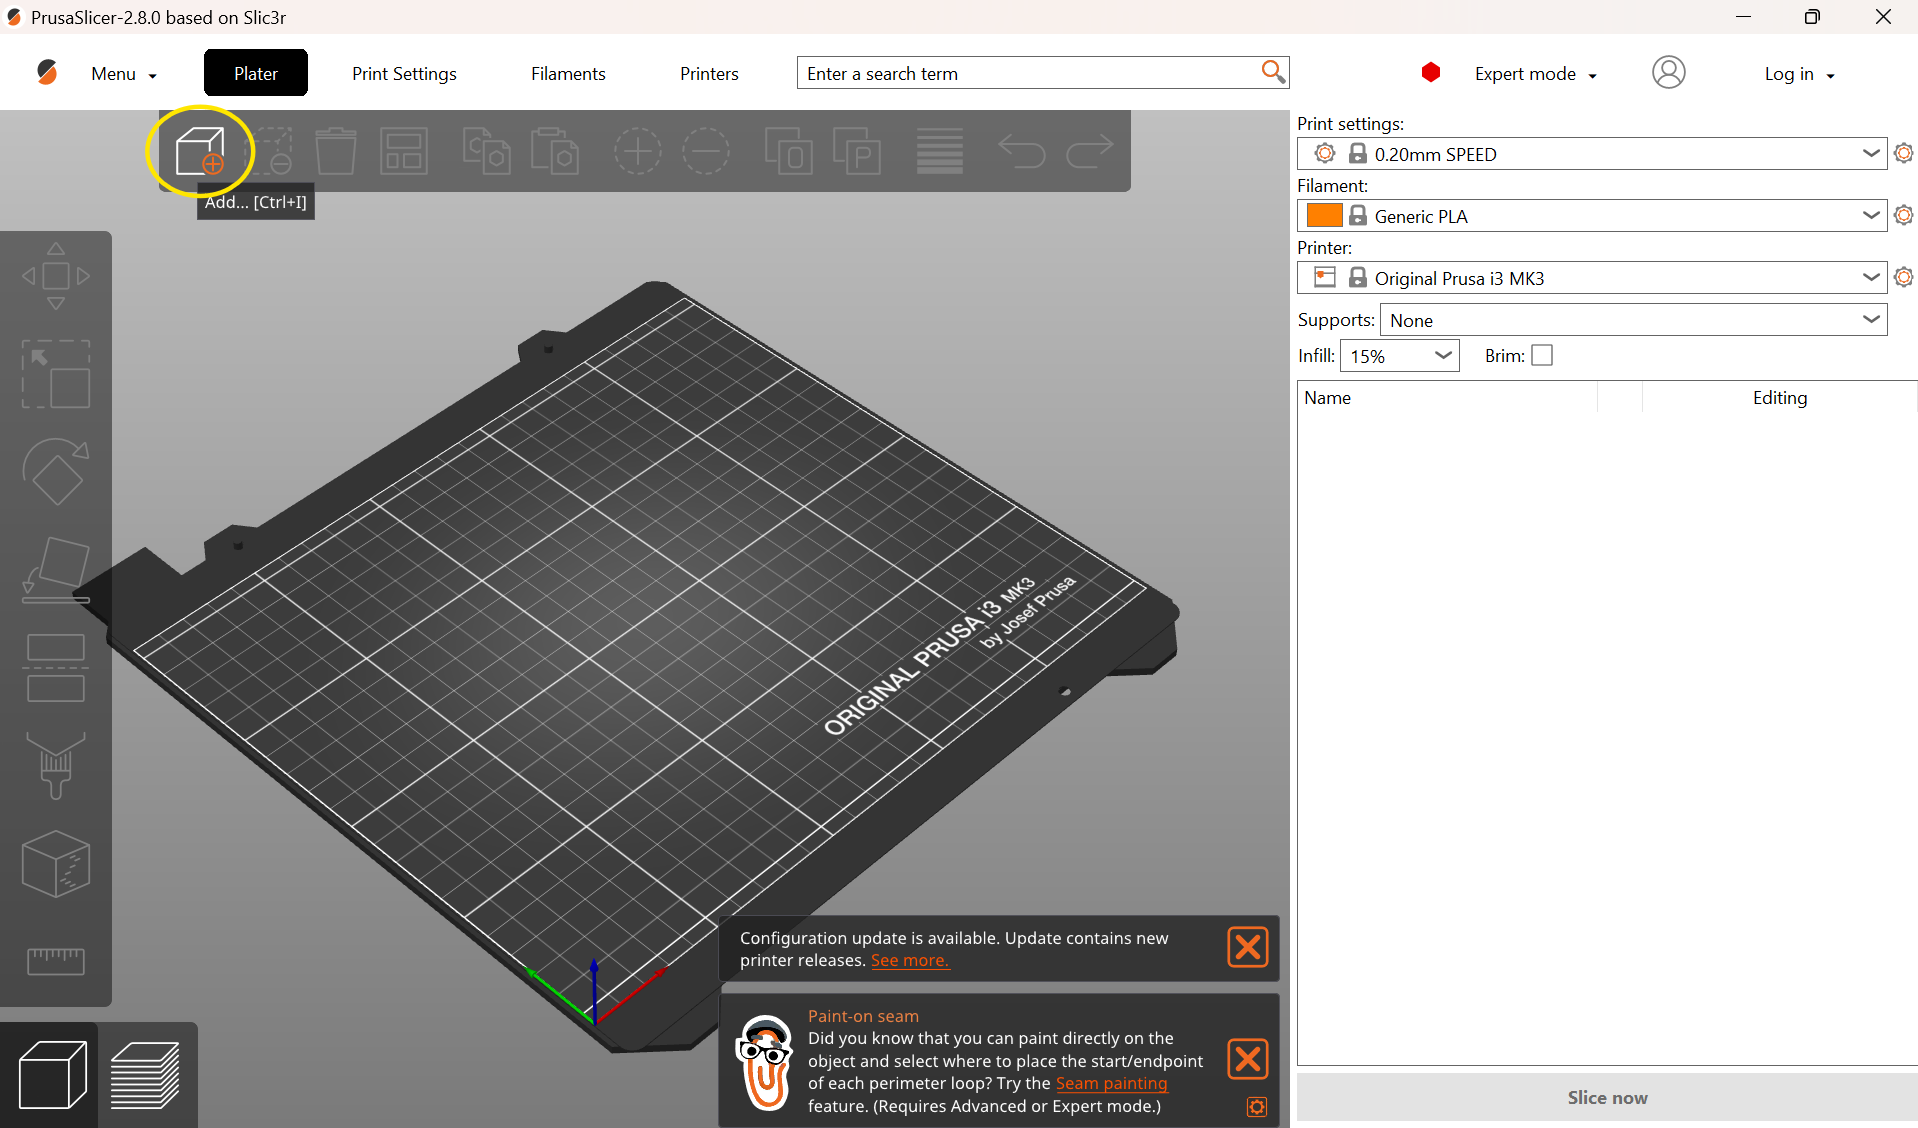 PrusaSlicer-2.8.0 based on Slic3r
Menu
Plater
Print Settings
Filaments
Printers
Enter a search term
Expert mode
Log in
Add... [Ctrl+I]
Print settings:
0.20mm SPEED
Filament:
Generic PLA
Printer:
Original Prusa i3 MK3
Supports: None
Infill: 15% Brim:
Name Editing
ORIGINAL PRUSA i3 MK3
by Josef Prusa
Configuration update is available. Update contains new
printer releases. See more.
Paint-on seam
Did you know that you can paint directly on the
object and select where to place the start/endpoint
of each perimeter loop? Try the Seam painting
feature. (Requires Advanced or Expert mode.)
Slice now